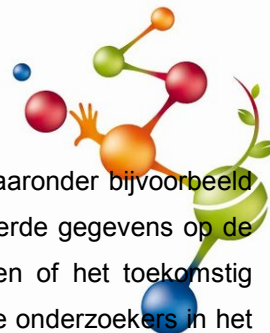 aaronder bijvoorbeeld
erde gegevens op de
en of het toekomstig
e onderzoekers in het